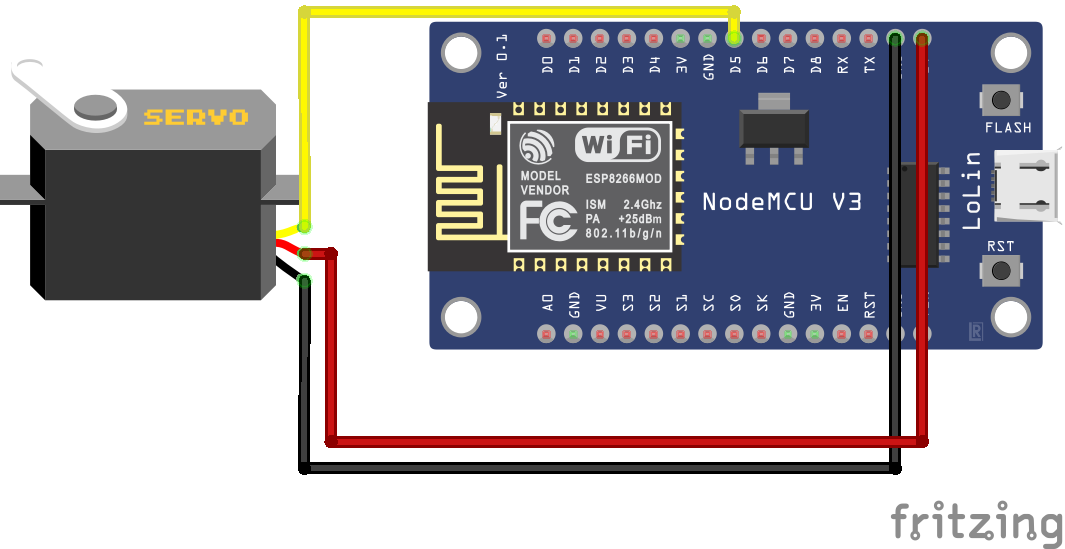 SERVO
Ver 0.1
D0 D1 D2 D3 D4 3V GND D5 D6 D7 D8 RX TX
FLASH
Wi Fi
MODEL
VENDOR
ESP8266MOD
FC
ISM 2.4Ghz
PA +25dBm
802.11b/g/n
NodeMCU V3
LoLin
RST
A0 GND VU S3 S2 S1 SC S0 SK GND 3V EN RST
R
fritzing